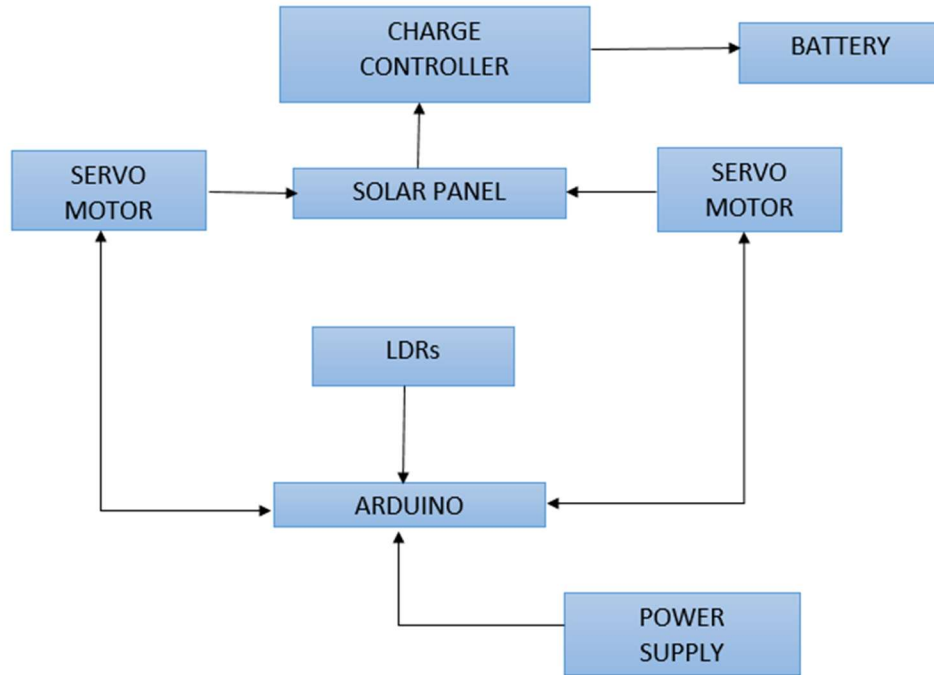 CHARGE
CONTROLLER
BATTERY
SERVO
MOTOR
SOLAR PANEL
SERVO
MOTOR
LDRs
ARDUINO
POWER
SUPPLY